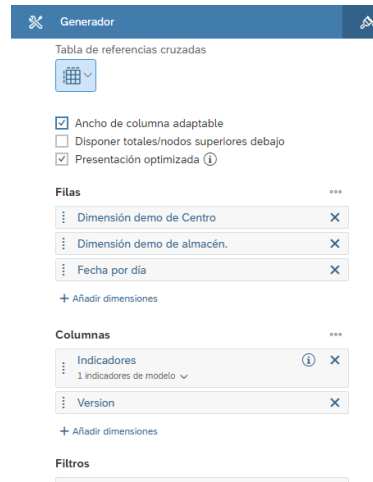 Generador
Tabla de referencias cruzadas
Ancho de columna adaptable
Disponer totales/nodos superiores debajo
Presentación optimizada
Filas
Dimensión demo de Centro
Dimensión demo de almacén.
Fecha por día
+ Añadir dimensiones
Columnas
Indicadores
1 indicadores de modelo
Version
+ Añadir dimensiones
Filtros